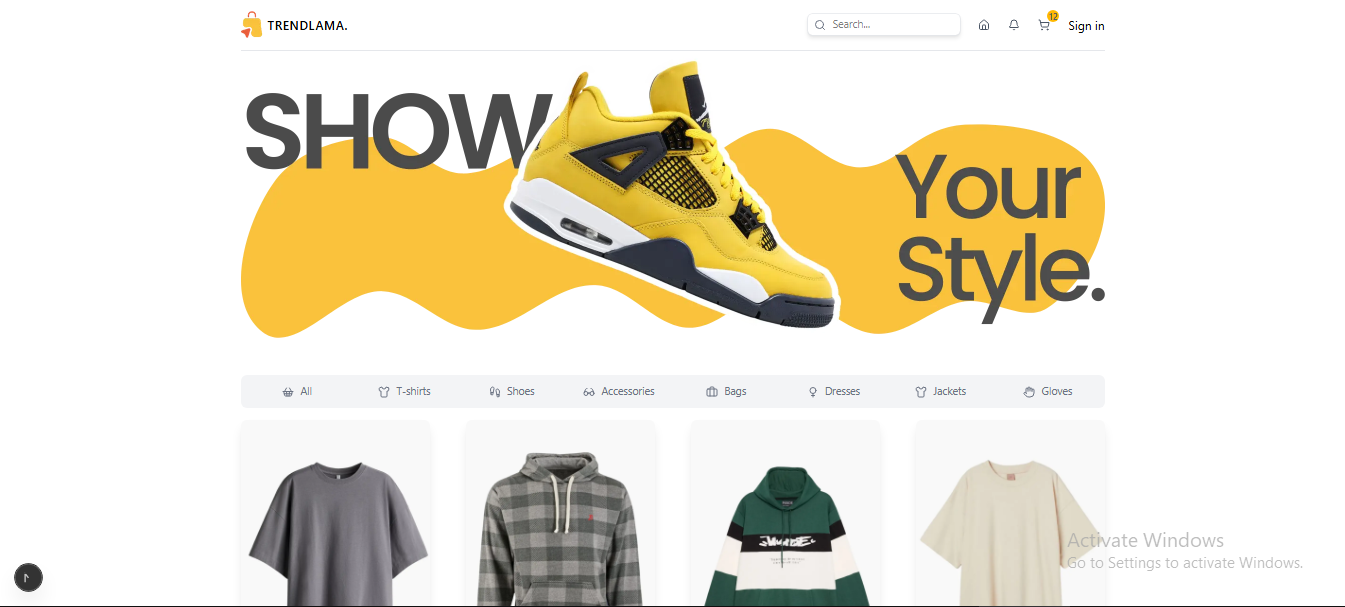 TRENDLAMA.
Search...
12
Sign in
SHOW
Your
Style.
All
T-shirts
Shoes
Accessories
Bags
Dresses
Jackets
Gloves
Activate Windows
Go to Settings to activate Windows.